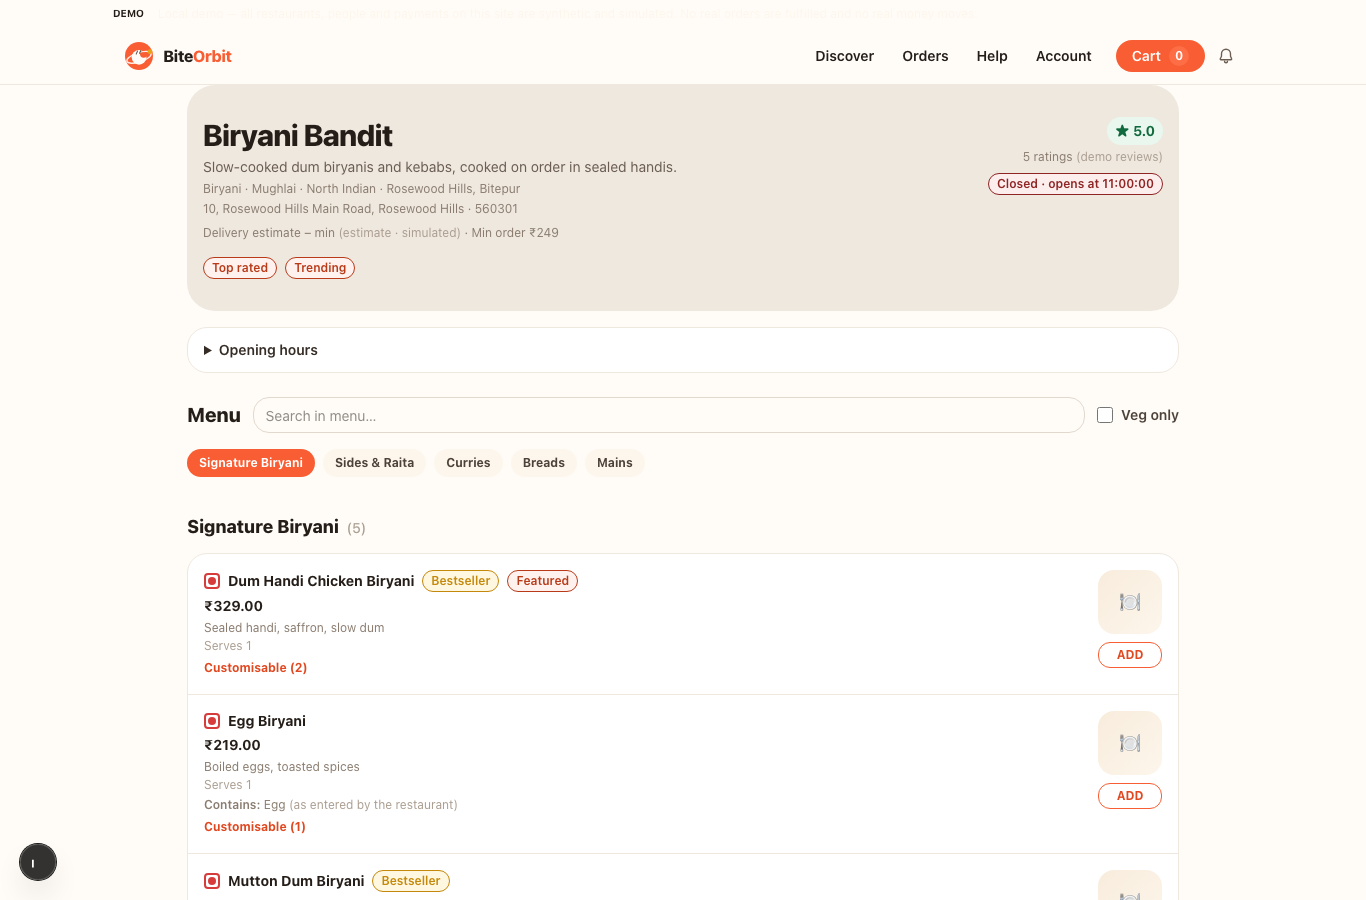 DEMO
BiteOrbit
Discover
Orders
Help
Account
Cart 0
Biryani Bandit
Slow-cooked dum biryanis and kebabs, cooked on order in sealed handis.
Biryani · Mughlai · North Indian · Rosewood Hills, Bitepur
10, Rosewood Hills Main Road, Rosewood Hills · 560301
Delivery estimate – min (estimate · simulated) · Min order ₹249
Top rated
Trending
★ 5.0
5 ratings (demo reviews)
Closed · opens at 11:00:00
Opening hours
Menu
Search in menu...
Veg only
Signature Biryani
Sides & Raita
Curries
Breads
Mains
Signature Biryani (5)
Dum Handi Chicken Biryani
Bestseller
Featured
₹329.00
Sealed handi, saffron, slow dum
Serves 1
Customisable (2)
ADD
Egg Biryani
₹219.00
Boiled eggs, toasted spices
Serves 1
Contains: Egg (as entered by the restaurant)
Customisable (1)
ADD
Mutton Dum Biryani
Bestseller